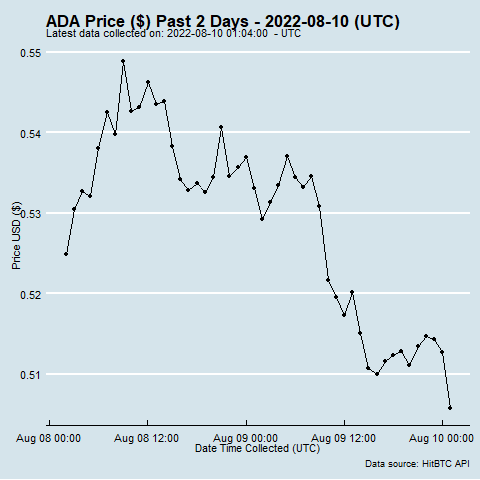 ADA Price ($) Past 2 Days - 2022-08-10 (UTC)
Latest data collected on: 2022-08-10 01:04:00 - UTC
0.55
0.54
0.53
0.52
0.51
Price USD ($)
Aug 08 00:00 Aug 08 12:00 Aug 09 00:00 Aug 09 12:00 Aug 10 00:00
Date Time Collected (UTC)
Data source: HitBTC API